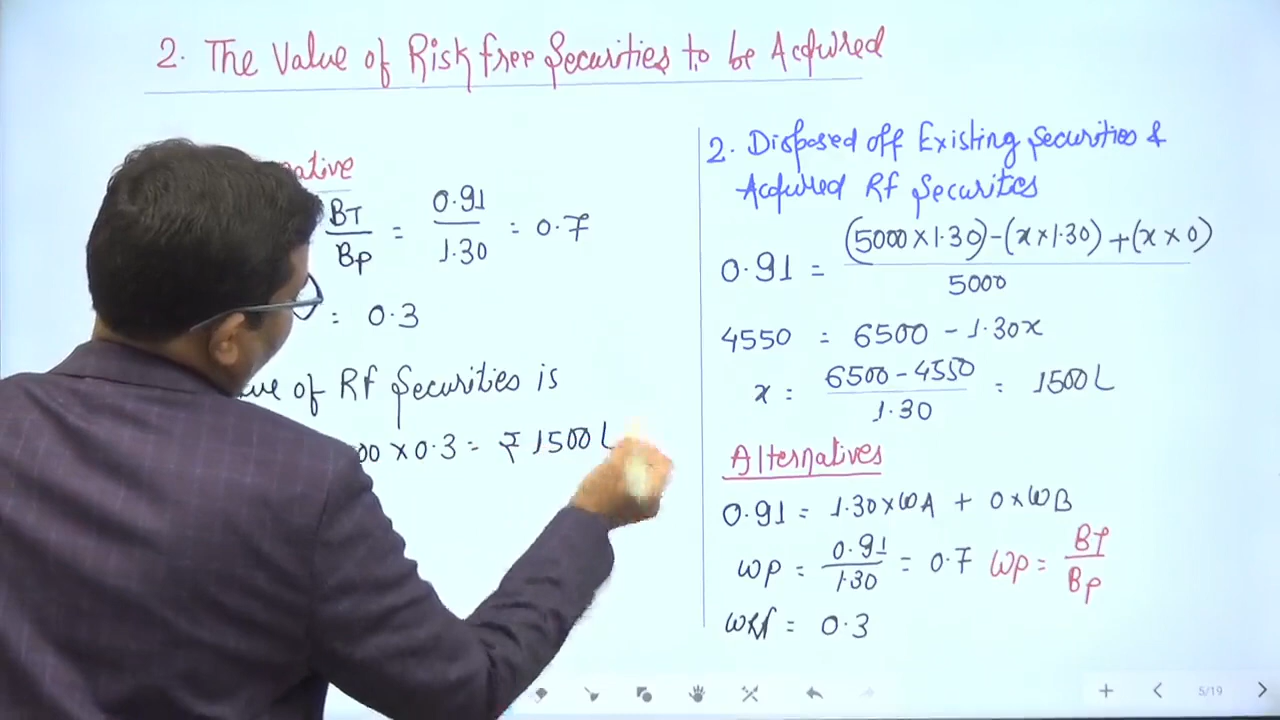 2. The Value of Risk free Securities to be Acquired
BT
BP = 0.91 / 1.30 = 0.7
= 0.3
of Rf Securities is
× 0.3 = ₹ 1500 L
2. Disposed off Existing Securities &
Acquired Rf Securities
0.91 = (5000 × 1.30) - (x × 1.30) + (x × 0) / 5000
4550 = 6500 - 1.30x
x = 6500 - 4550 / 1.30 = 1500 L
Alternatives
0.91 = 1.30 × WA + 0 × WB
WP = 0.91 / 1.30 = 0.7 WP = BT / BP
WRf = 0.3
5/19